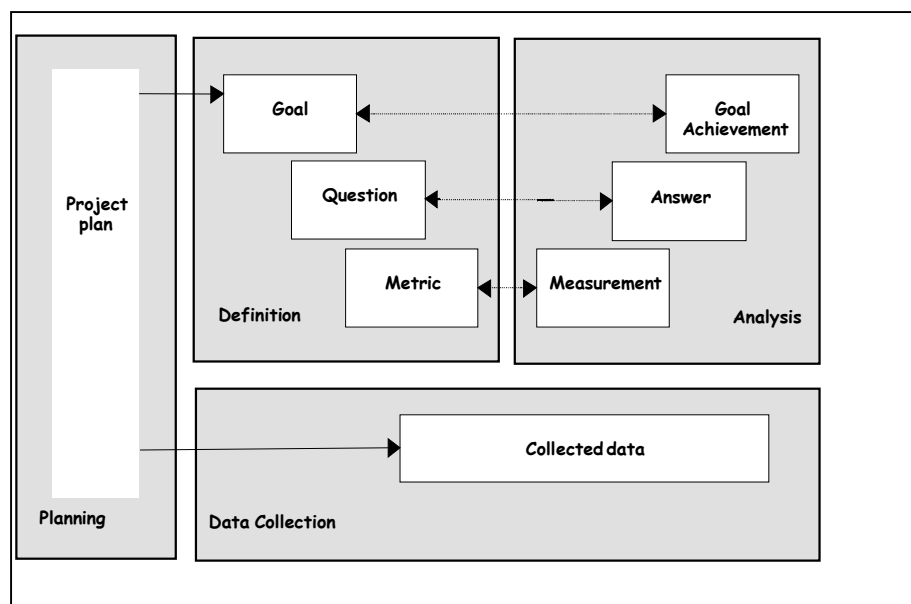 Project
plan
Planning
Goal
Question
Metric
Definition
Goal
Achievement
Answer
Measurement
Analysis
Collected data
Data Collection